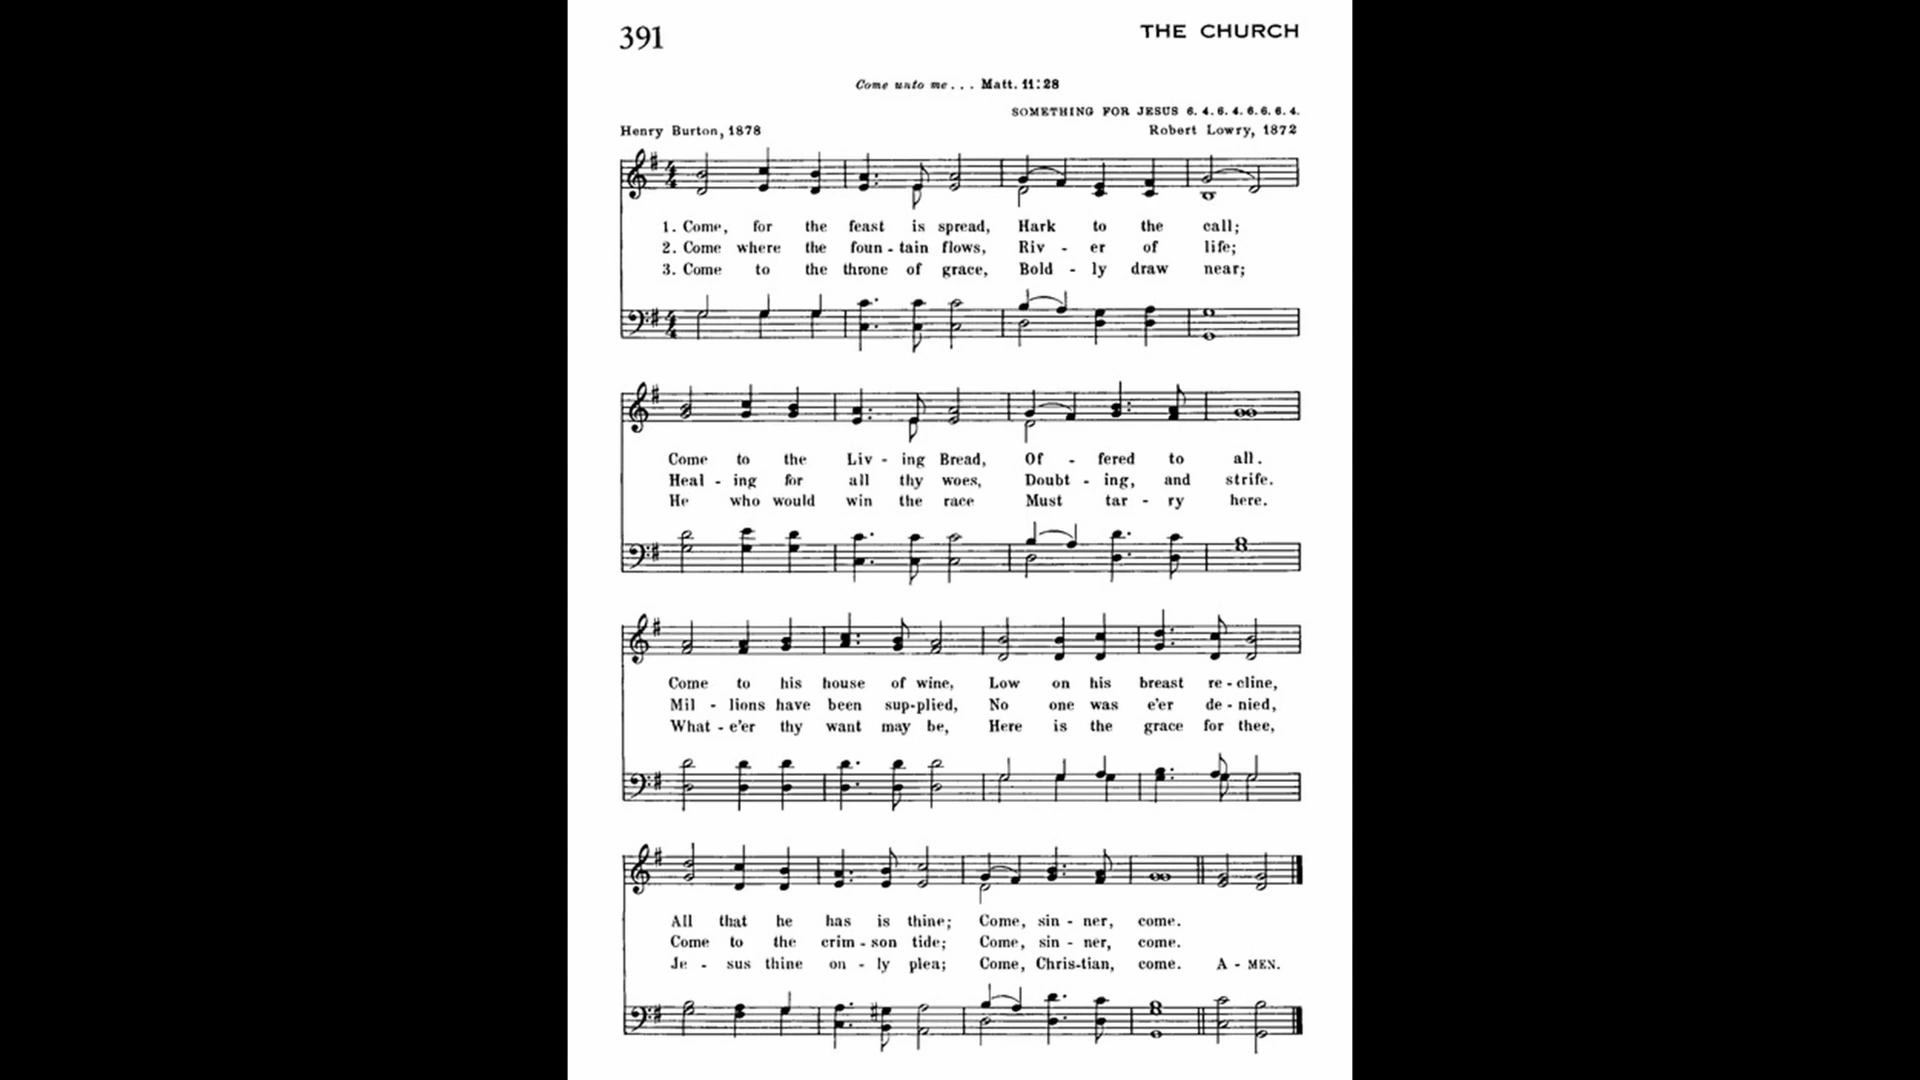 391 THE CHURCH
Come unto me . . . Matt. 11:28
SOMETHING FOR JESUS 6. 4. 6. 4. 6. 6. 6. 4.
Henry Burton, 1878 Robert Lowry, 1872
1. Come, for the feast is spread, Hark to the call;
2. Come where the foun - tain flows, Riv - er of life;
3. Come to the throne of grace, Bold - ly draw near;
Come to the Liv - ing Bread, Of - fered to all.
Heal - ing for all thy woes, Doubt - ing, and strife.
He who would win the race Must tar - ry here.
Come to his house of wine, Low on his breast re - cline,
Mil - lions have been sup-plied, No one was e'er de - nied,
What - e'er thy want may be, Here is the grace for thee,
All that he has is thine; Come, sin - ner, come.
Come to the crim - son tide; Come, sin - ner, come.
Je - sus thine on - ly plea; Come, Chris-tian, come. A - MEN.